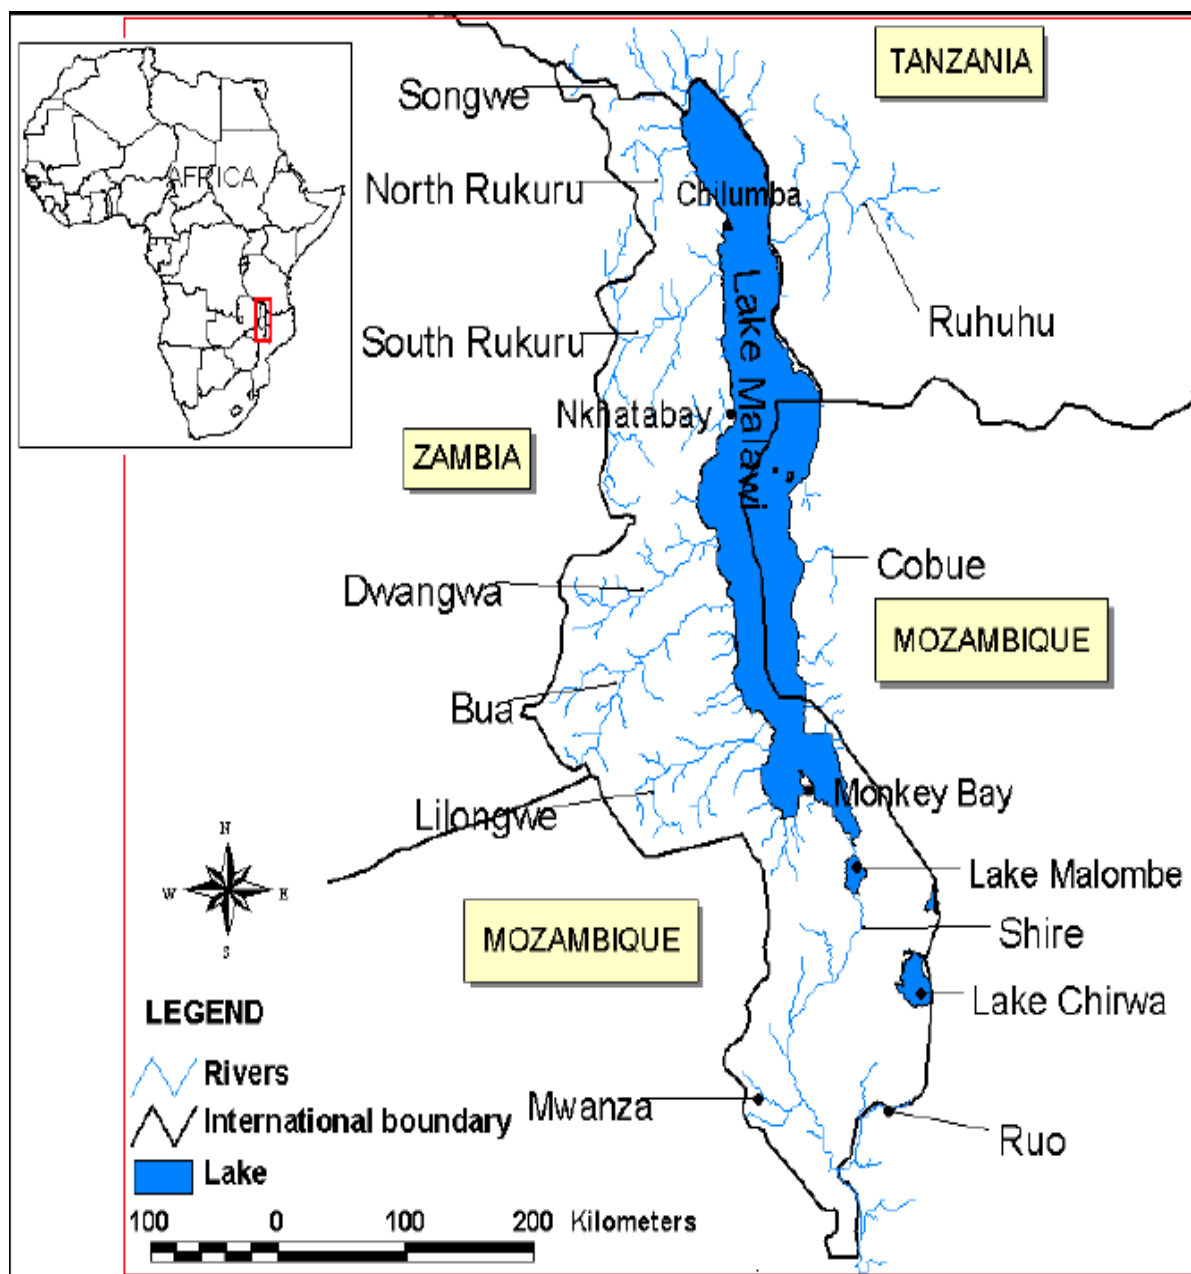 TANZANIA
Songwe
AFRICA
North Rukuru
Chilumba
Ruhuhu
South Rukuru
Lake Malawi
Nkhatabay
ZAMBIA
Cobue
Dwangwa
MOZAMBIQUE
Bua
Monkey Bay
Lilongwe
N
W E
S
Lake Malombe
MOZAMBIQUE
Shire
Lake Chirwa
LEGEND
Rivers
International boundary
Lake
Mwanza
Ruo
100 0 100 200 Kilometers